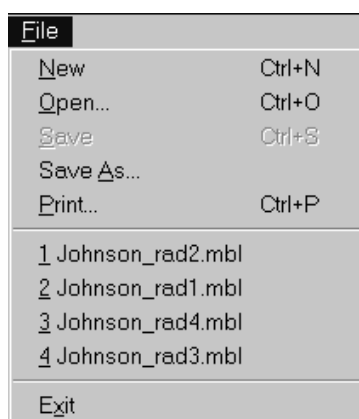 File
New Ctrl+N
Open... Ctrl+O
Save Ctrl+S
Save As...
Print... Ctrl+P
1 Johnson_rad2.mbl
2 Johnson_rad1.mbl
3 Johnson_rad4.mbl
4 Johnson_rad3.mbl
Exit